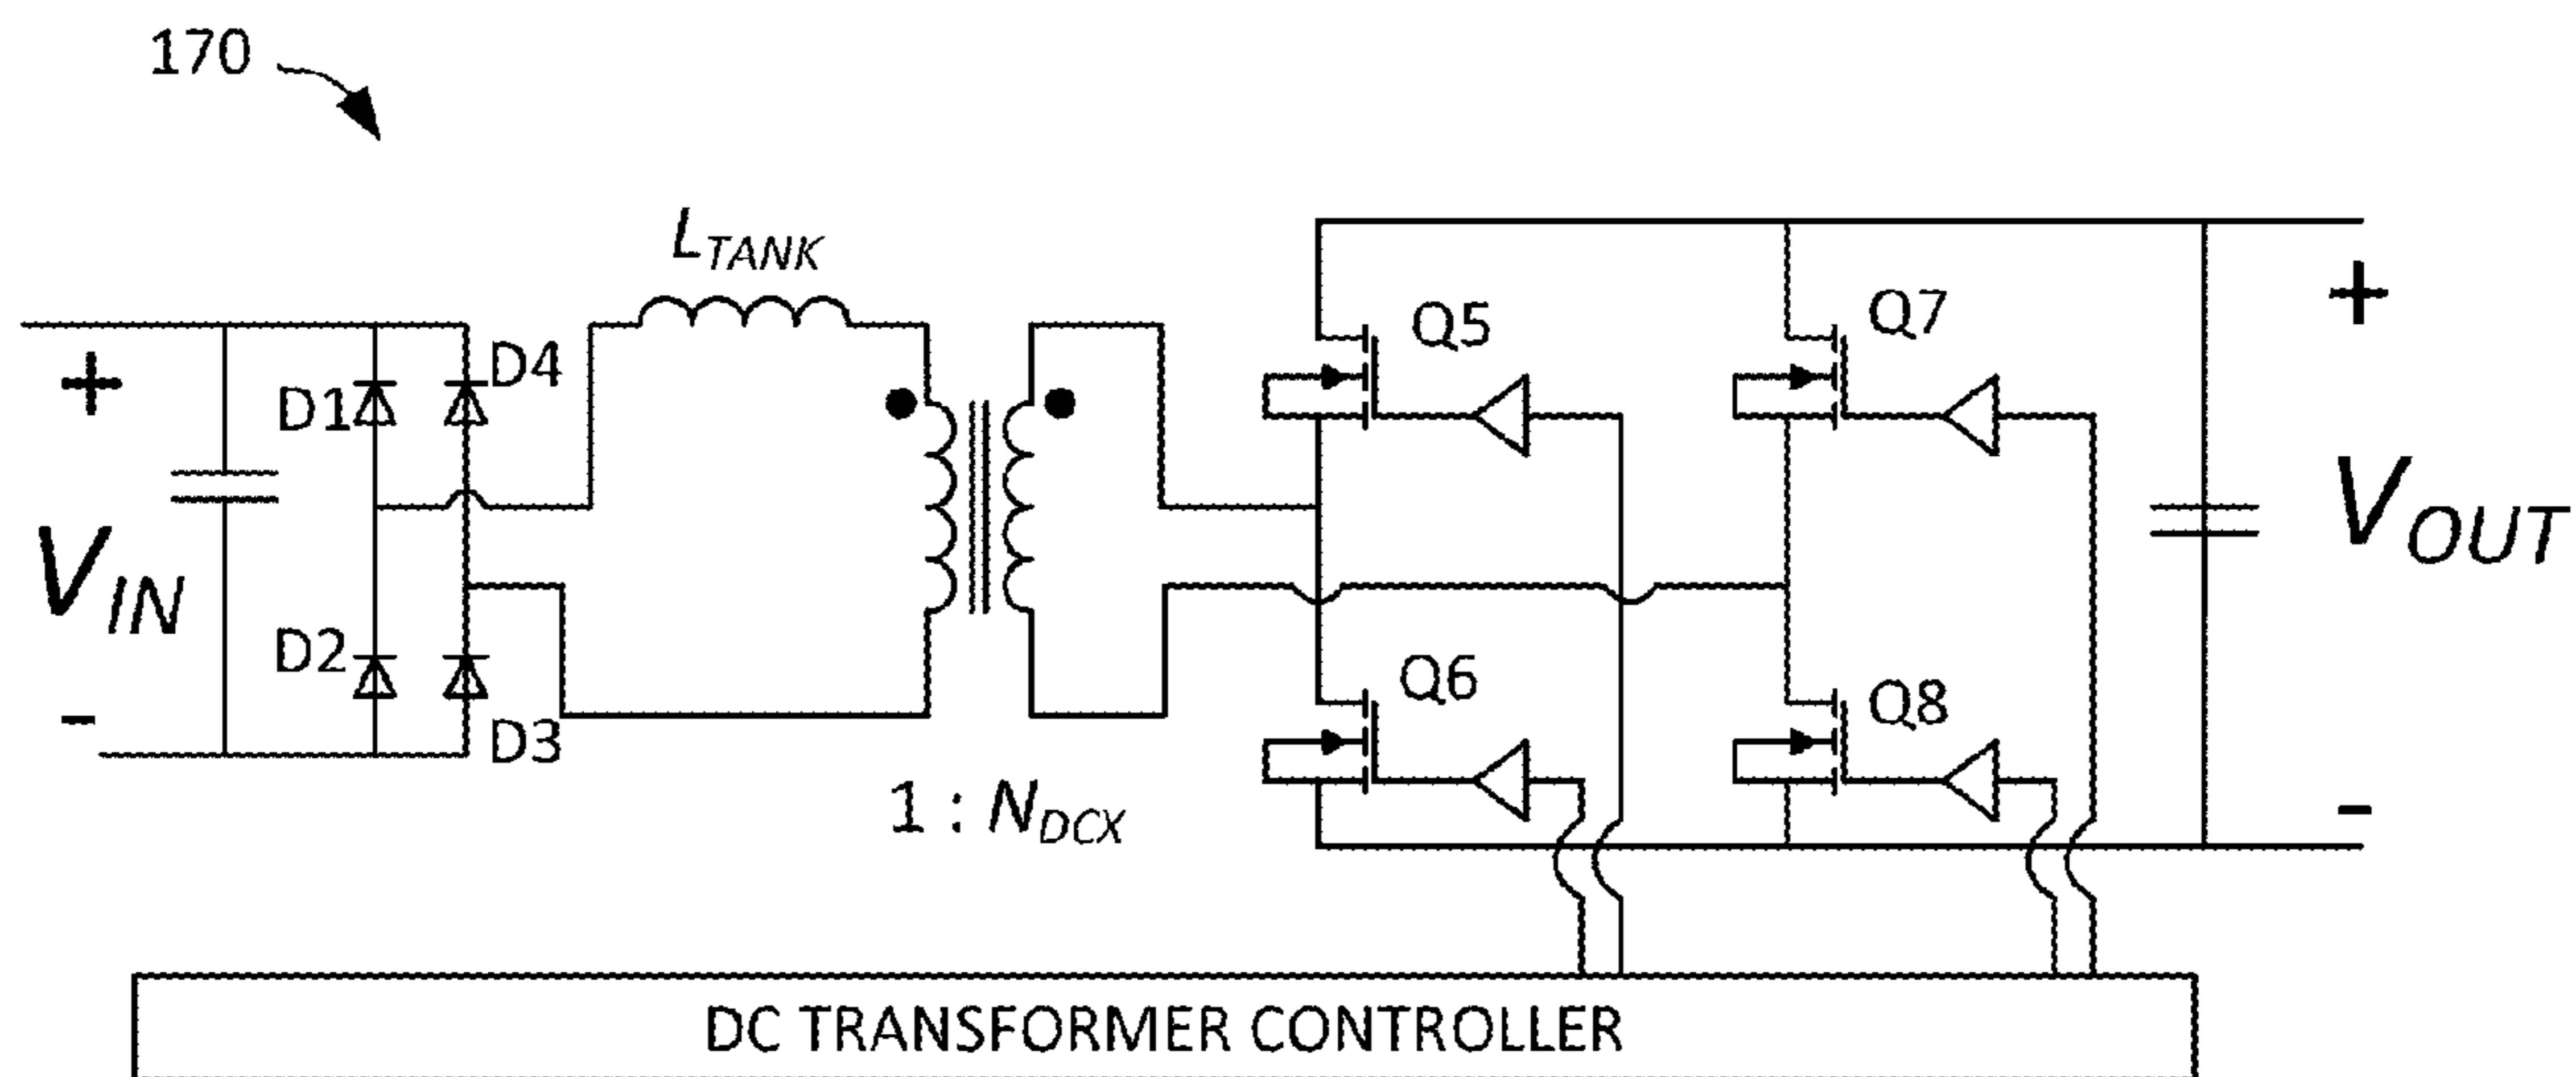 170
L_TANK
+
D1
D4
V_IN
D2
-
D3
1 : N_DCX
Q5
Q7
Q6
Q8
+
V_OUT
-
DC TRANSFORMER CONTROLLER